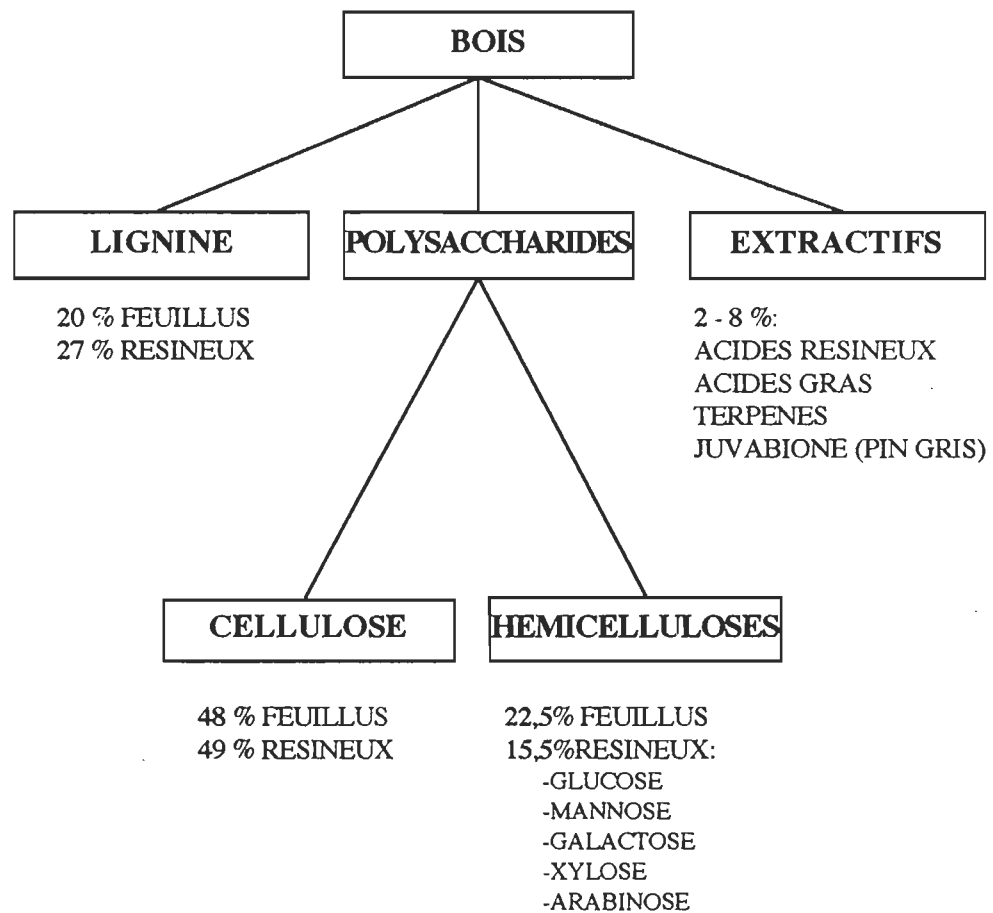 BOIS
LIGNINE
POLYSACCHARIDES
EXTRACTIFS
20 % FEUILLUS
27 % RESINEUX
2 - 8 %:
ACIDES RESINEUX
ACIDES GRAS
TERPENES
JUVABIONE (PIN GRIS)
CELLULOSE
HEMICELLULOSES
48 % FEUILLUS
49 % RESINEUX
22,5% FEUILLUS
15,5%RESINEUX:
-GLUCOSE
-MANNOSE
-GALACTOSE
-XYLOSE
-ARABINOSE